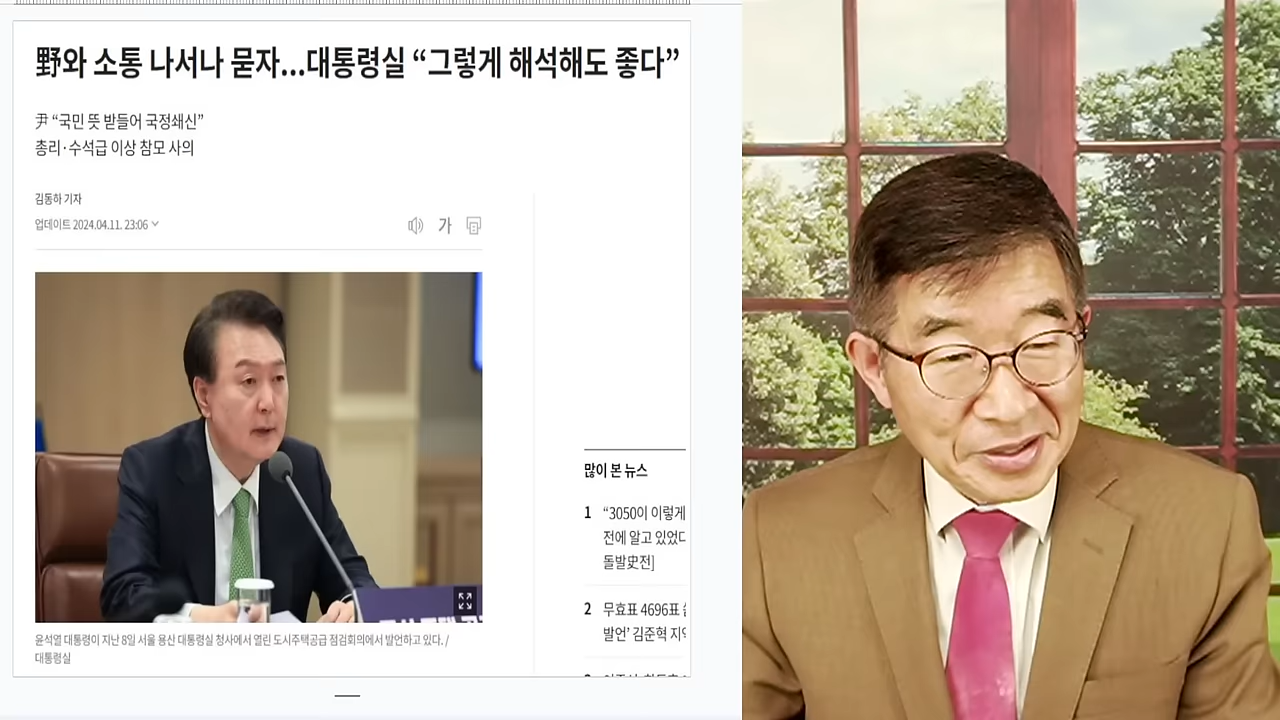 野와 소통 나서나 묻자...대통령실 “그렇게 해석해도 좋다”
尹 “국민 뜻 받들어 국정쇄신”
총리·수석급 이상 참모 사의
김동하 기자
업데이트 2024.04.11. 23:06
가
윤석열 대통령이 지난 8일 서울 용산 대통령실 청사에서 열린 도시주택공급 점검회의에서 발언하고 있다. /
대통령실
많이 본 뉴스
1 “3050이 이렇게
전에 알고 있었다
돌발史전]
2 무효표 4696표
발언’ 김준혁